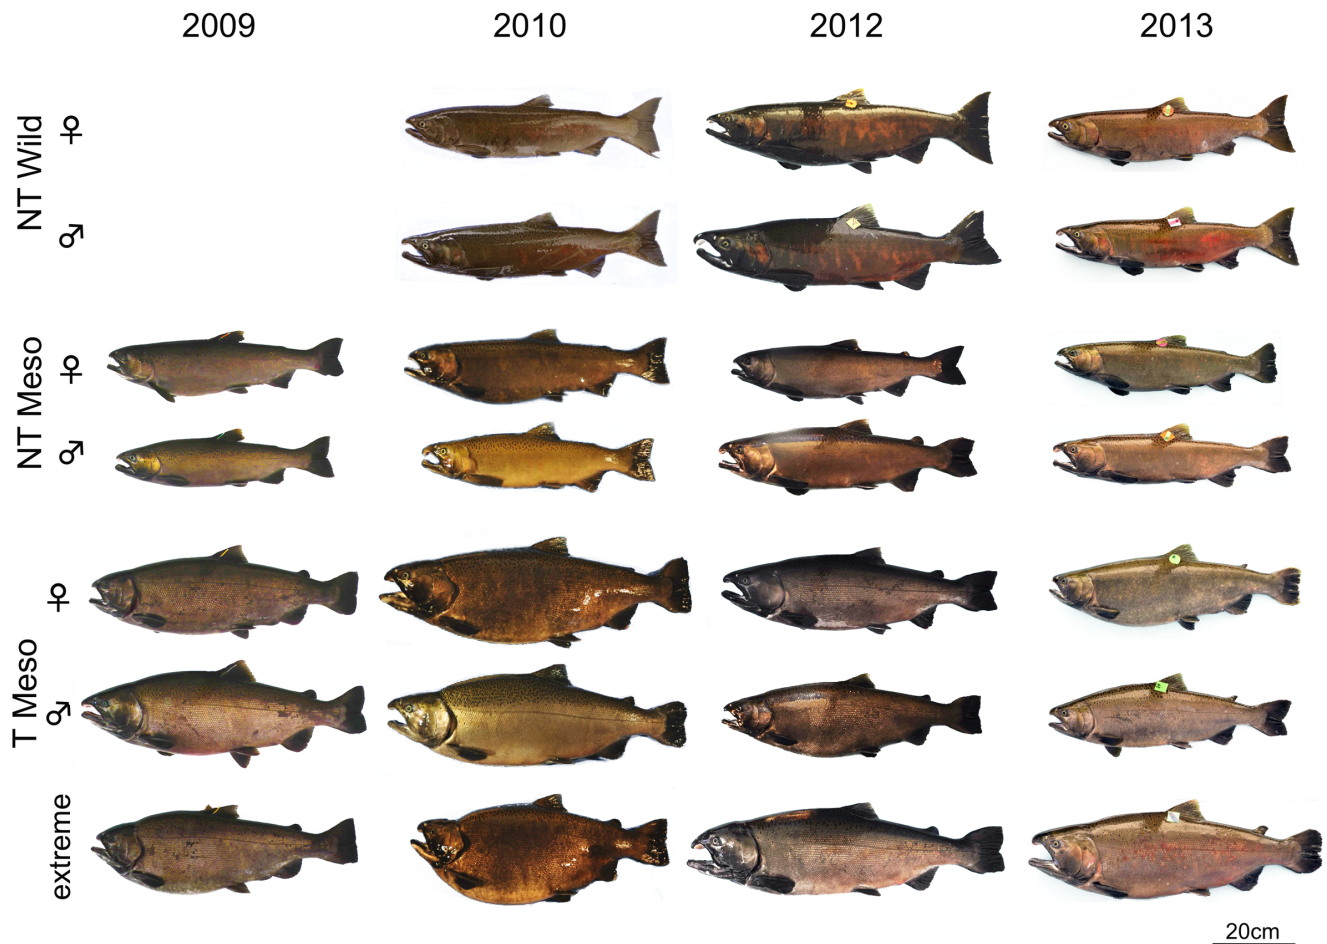 2009 2010 2012 2013
NT Wild
♀
♂
NT Meso
♀
♂
T Meso
♀
♂
extreme
20cm